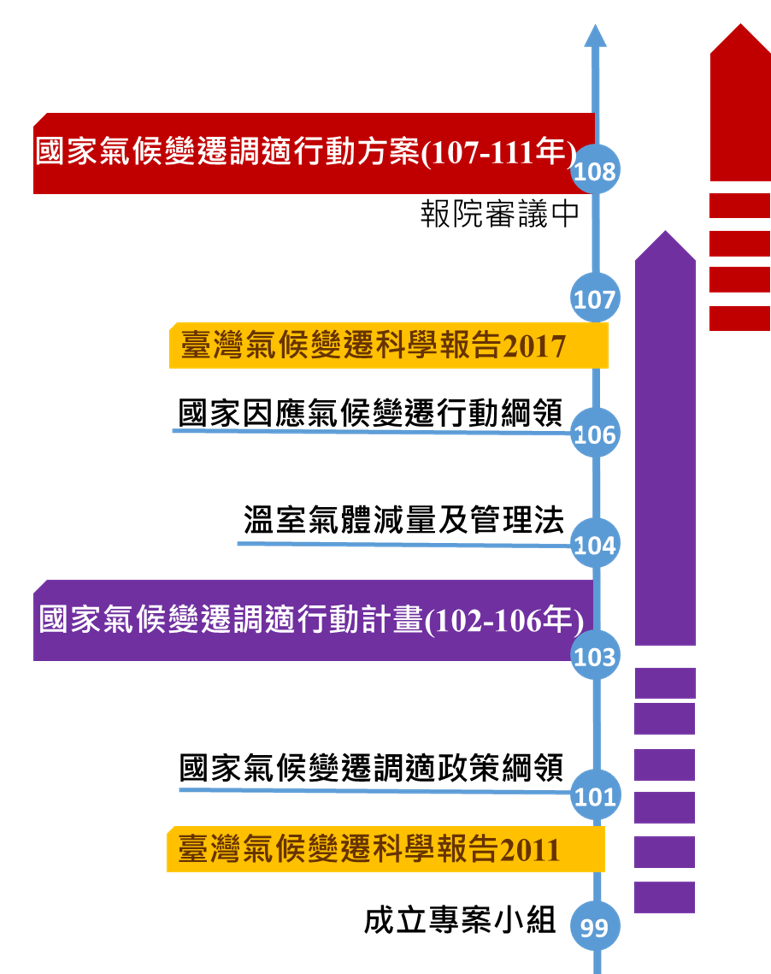 國家氣候變遷調適行動方案(107-111年)
108
報院審議中
107
臺灣氣候變遷科學報告2017
國家因應氣候變遷行動綱領
106
溫室氣體減量及管理法
104
國家氣候變遷調適行動計畫(102-106年)
103
國家氣候變遷調適政策綱領
101
臺灣氣候變遷科學報告2011
成立專案小組
99